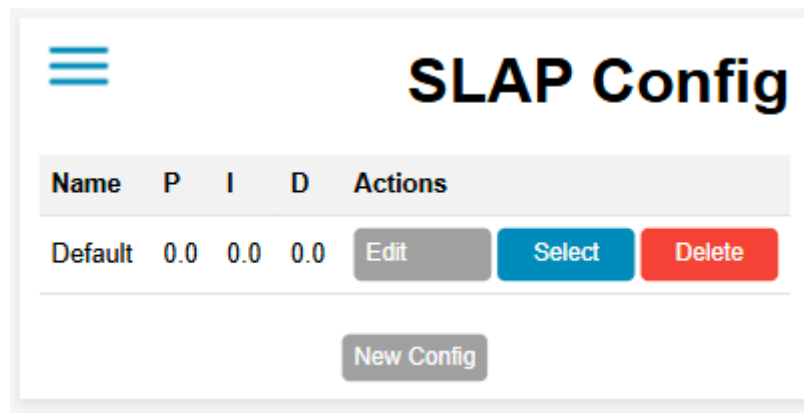 SLAP Config
Name P I D Actions
Default 0.0 0.0 0.0 Edit Select Delete
New Config